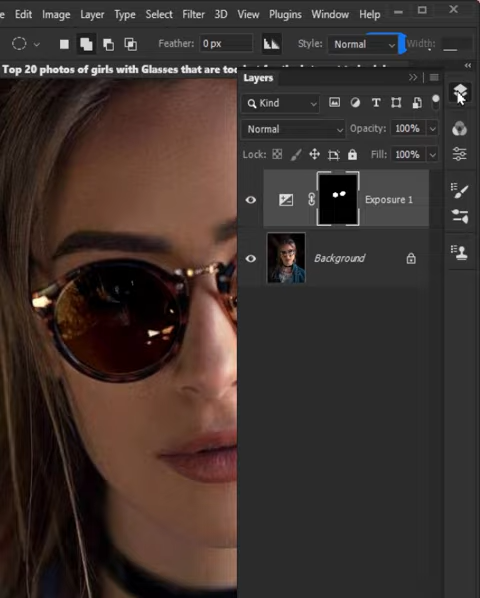 Edit Image Layer Type Select Filter 3D View Plugins Window Help
Feather: 0 px Style: Normal Width:
Top 20 photos of girls with Glasses that are too
Layers
Kind
Normal Opacity: 100%
Lock: Fill: 100%
Exposure 1
Background